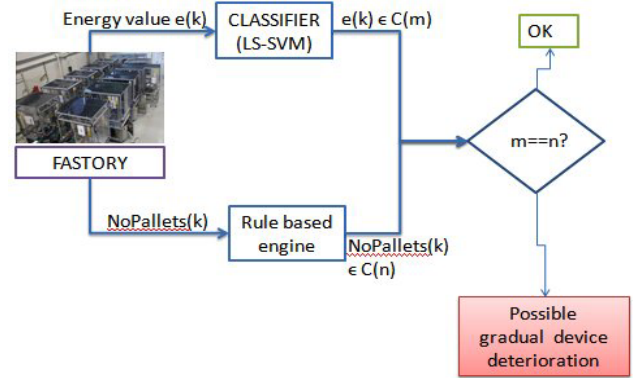 Energy value e(k)
CLASSIFIER
(LS-SVM)
e(k) ϵ C(m)
OK
FASTORY
m==n?
NoPallets(k)
Rule based
engine
NoPallets(k)
ϵ C(n)
Possible
gradual device
deterioration